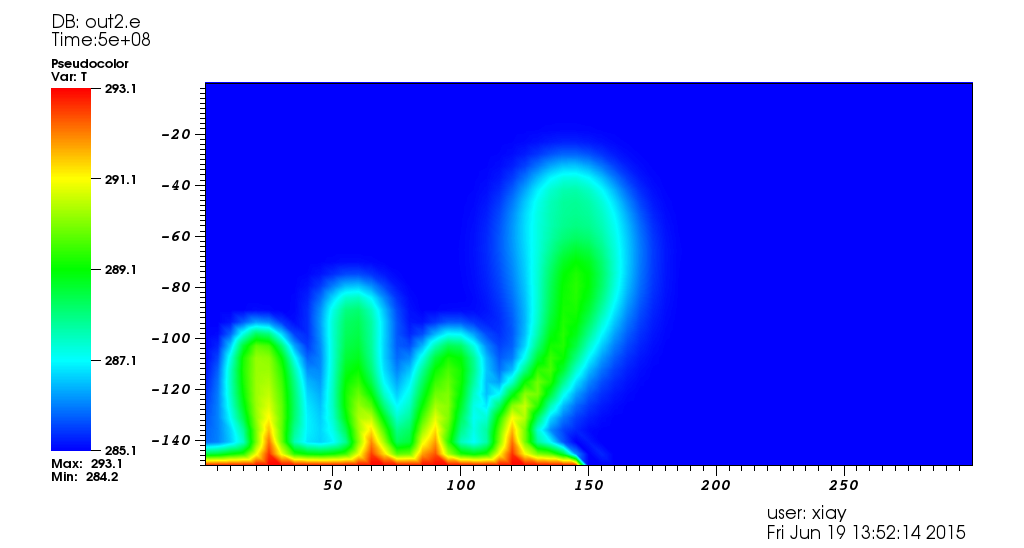 DB: out2.e
Time:5e+08
Pseudocolor
Var: T
293.1
291.1
289.1
287.1
285.1
Max: 293.1
Min: 284.2
-20
-40
-60
-80
-100
-120
-140
50
100
150
200
250
user: xiay
Fri Jun 19 13:52:14 2015